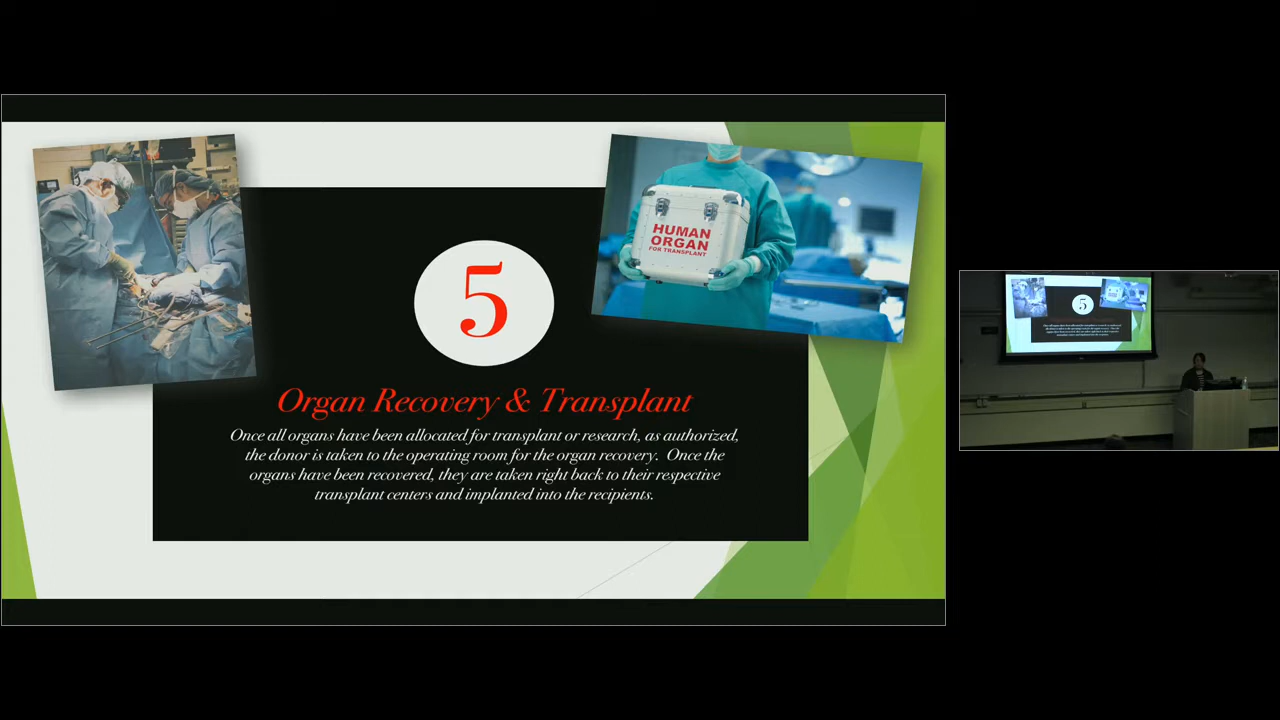 HUMAN
ORGAN
FOR TRANSPLANT
5
Organ Recovery & Transplant
Once all organs have been allocated for transplant or research, as authorized,
the donor is taken to the operating room for the organ recovery.  Once the
organs have been recovered, they are taken right back to their respective
transplant centers and implanted into the recipients.
5